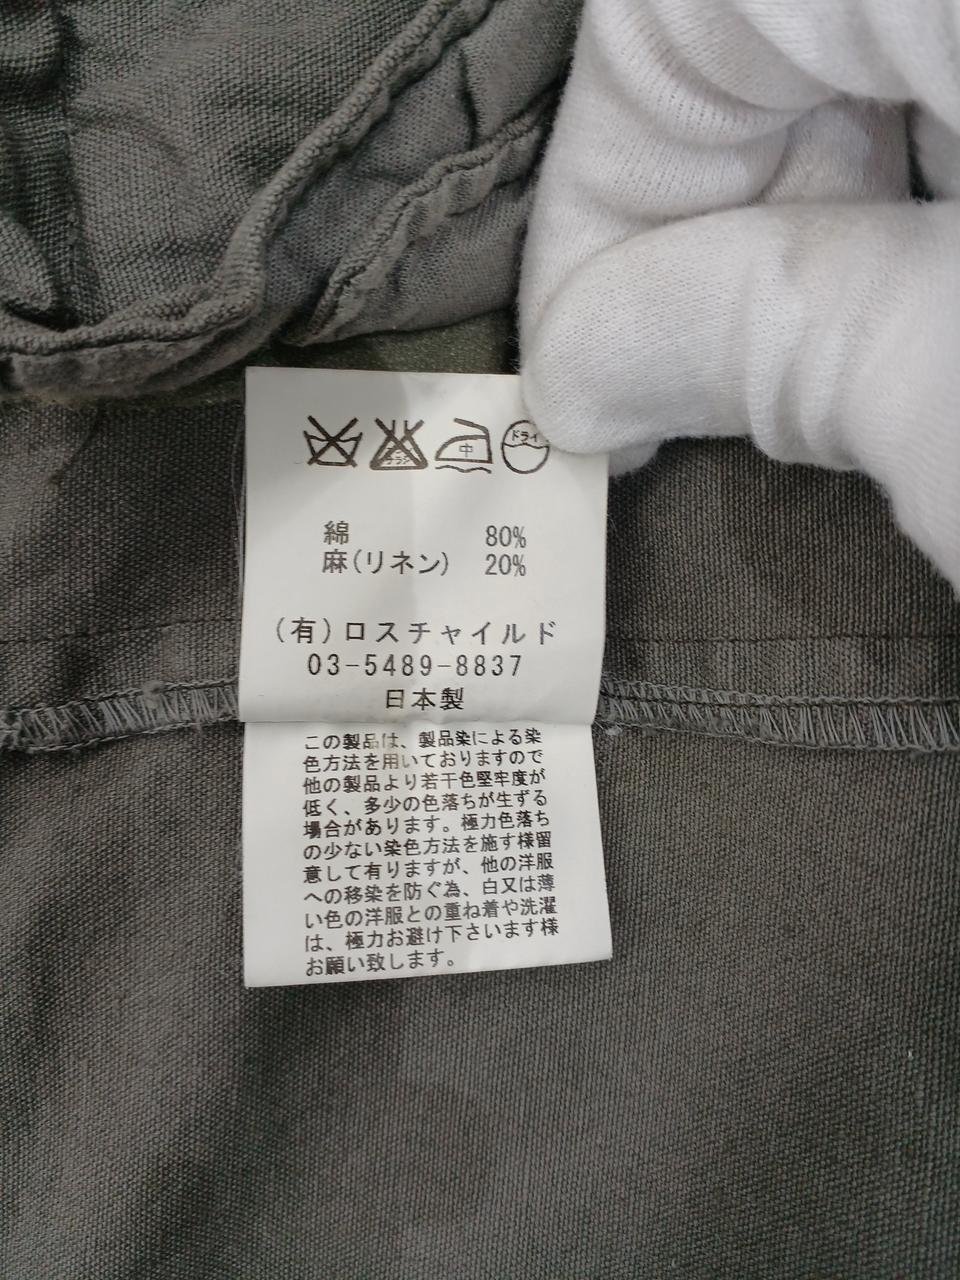 中 ドライ
綿 80%
麻(リネン) 20%
(有)ロスチャイルド
03-5489-8837
日本製
この製品は、製品染による染
色方法を用いておりますので
他の製品より若干色堅牢度が
低く、多少の色落ちが生ずる
場合があります。極力色落ち
の少ない染色方法を施す様留
意して有りますが、他の洋服
への移染を防ぐ為、白又は薄
い色の洋服との重ね着や洗濯
は、極力お避け下さいます様
お願い致します。